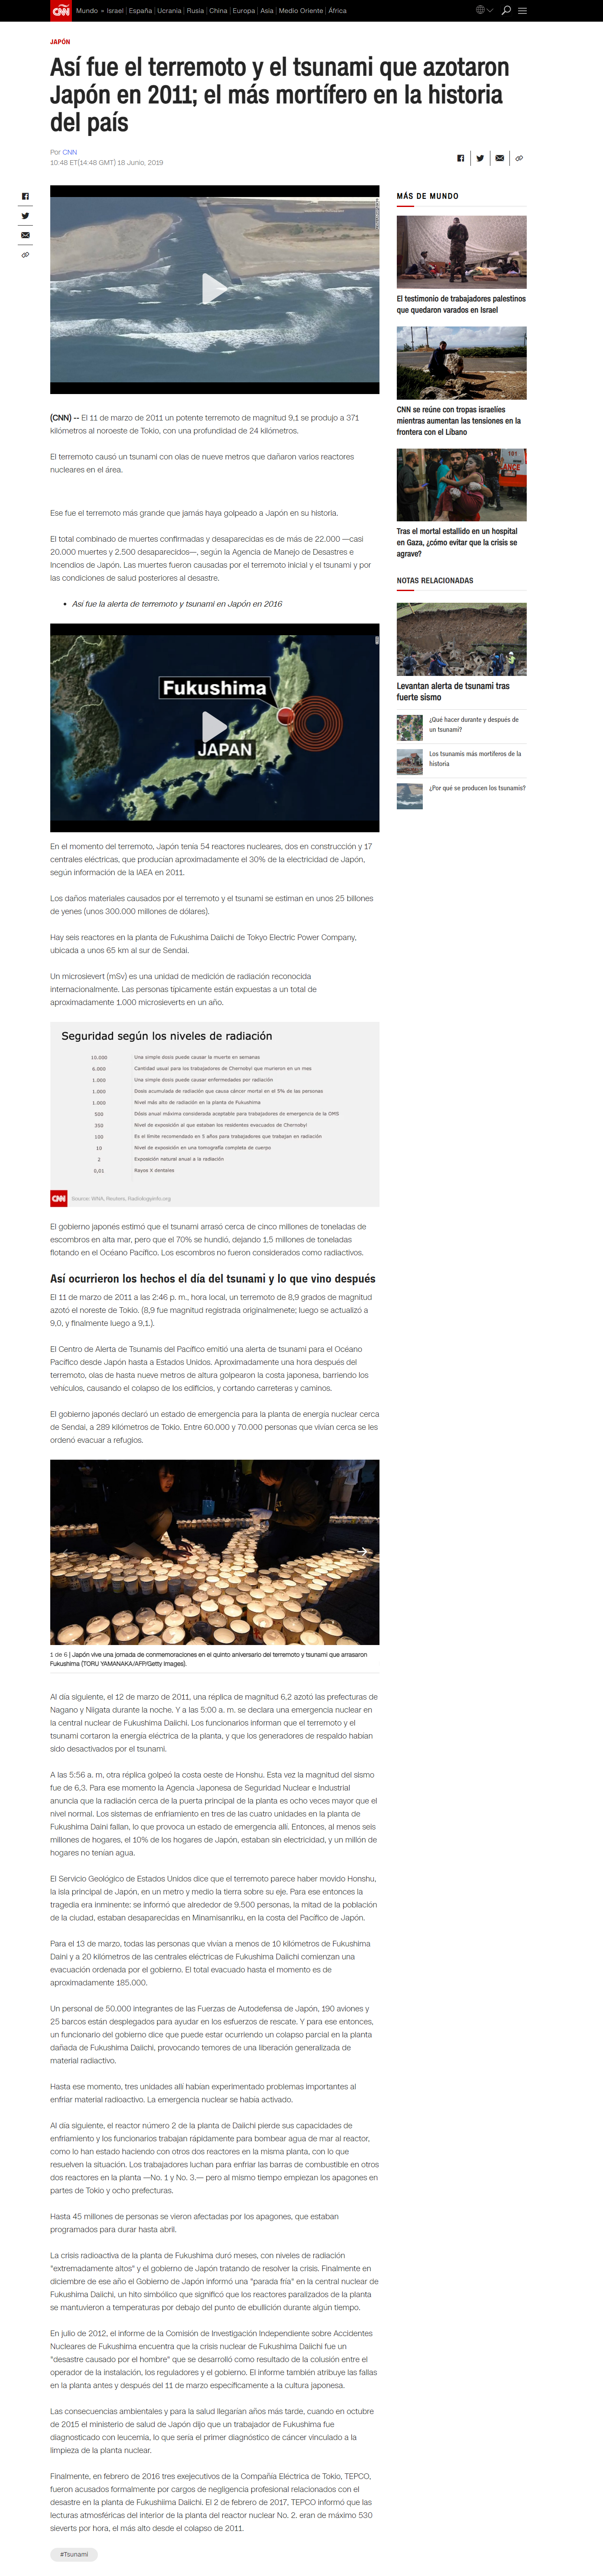 CNN
Mundo
Israel
España
Ucrania
Rusia
China
Europa
Asia
Medio Oriente
África
JAPÓN
Así fue el terremoto y el tsunami que azotaron
Japón en 2011; el más mortífero en la historia
del país
Por CNN
10:48 ET(14:48 GMT) 18 Junio, 2019
(CNN) -- El 11 de marzo de 2011 un potente terremoto de magnitud 9,1 se produjo a 371
kilómetros al noroeste de Tokio, con una profundidad de 24 kilómetros.
El terremoto causó un tsunami con olas de nueve metros que dañaron varios reactores
nucleares en el área.
Ese fue el terremoto más grande que jamás haya golpeado a Japón en su historia.
El total combinado de muertes confirmadas y desaparecidas es de más de 22.000 —casi
20.000 muertes y 2.500 desaparecidos—, según la Agencia de Manejo de Desastres e
Incendios de Japón. Las muertes fueron causadas por el terremoto inicial y el tsunami y por
las condiciones de salud posteriores al desastre.
• Así fue la alerta de terremoto y tsunami en Japón en 2016
Fukushima
JAPAN
En el momento del terremoto, Japón tenía 54 reactores nucleares, dos en construcción y 17
centrales eléctricas, que producían aproximadamente el 30% de la electricidad de Japón,
según información de la IAEA en 2011.
Los daños materiales causados por el terremoto y el tsunami se estiman en unos 25 billones
de yenes (unos 300.000 millones de dólares).
Hay seis reactores en la planta de Fukushima Daiichi de Tokyo Electric Power Company,
ubicada a unos 65 km al sur de Sendai.
Un microsievert (mSv) es una unidad de medición de radiación reconocida
internacionalmente. Las personas típicamente están expuestas a un total de
aproximadamente 1.000 microsieverts en un año.
Seguridad según los niveles de radiación
10.000 Una simple dosis puede causar la muerte en semanas
6.000 Cantidad usual para los trabajadores de Chernobyl que murieron en un mes
1.000 Una simple dosis puede causar enfermedades por radiación
1.000 Dosis acumulada de radiación que causa cáncer mortal en el 5% de las personas
1.000 Nivel más alto de radiación en la planta de Fukushima
500 Dósis anual máxima considerada aceptable para trabajadores de emergencia de la OMS
350 Nivel de exposición al que estaban los residentes evacuados de Chernobyl
100 Es el límite recomendado en 5 años para trabajadores que trabajan en radiación
10 Nivel de exposición en una tomografía completa de cuerpo
2 Exposición natural anual a la radiación
0,01 Rayos X dentales
CNN Source: WNA, Reuters, Radiologyinfo.org
El gobierno japonés estimó que el tsunami arrasó cerca de cinco millones de toneladas de
escombros en alta mar, pero que el 70% se hundió, dejando 1,5 millones de toneladas
flotando en el Océano Pacífico. Los escombros no fueron considerados como radiactivos.
Así ocurrieron los hechos el día del tsunami y lo que vino después
El 11 de marzo de 2011 a las 2:46 p. m., hora local, un terremoto de 8,9 grados de magnitud
azotó el noreste de Tokio. (8,9 fue magnitud registrada originalmenete; luego se actualizó a
9,0, y finalmente luego a 9,1.).
El Centro de Alerta de Tsunamis del Pacífico emitió una alerta de tsunami para el Océano
Pacífico desde Japón hasta a Estados Unidos. Aproximadamente una hora después del
terremoto, olas de hasta nueve metros de altura golpearon la costa japonesa, barriendo los
vehículos, causando el colapso de los edificios, y cortando carreteras y caminos.
El gobierno japonés declaró un estado de emergencia para la planta de energía nuclear cerca
de Sendai, a 289 kilómetros de Tokio. Entre 60.000 y 70.000 personas que vivían cerca se les
ordenó evacuar a refugios.
1 de 6 | Japón vive una jornada de conmemoraciones en el quinto aniversario del terremoto y tsunami que arrasaron
Fukushima (TORU YAMANAKA/AFP/Getty Images).
Al día siguiente, el 12 de marzo de 2011, una réplica de magnitud 6,2 azotó las prefecturas de
Nagano y Niigata durante la noche. Y a las 5:00 a. m. se declara una emergencia nuclear en
la central nuclear de Fukushima Daiichi. Los funcionarios informan que el terremoto y el
tsunami cortaron la energía eléctrica de la planta, y que los generadores de respaldo habían
sido desactivados por el tsunami.
A las 5:56 a. m, otra réplica golpeó la costa oeste de Honshu. Esta vez la magnitud del sismo
fue de 6,3. Para ese momento la Agencia Japonesa de Seguridad Nuclear e Industrial
anuncia que la radiación cerca de la puerta principal de la planta es ocho veces mayor que el
nivel normal. Los sistemas de enfriamiento en tres de las cuatro unidades en la planta de
Fukushima Daini fallan, lo que provoca un estado de emergencia allí. Entonces, al menos seis
millones de hogares, el 10% de los hogares de Japón, estaban sin electricidad, y un millón de
hogares no tenían agua.
El Servicio Geológico de Estados Unidos dice que el terremoto parece haber movido Honshu,
la isla principal de Japón, en un metro y medio la tierra sobre su eje. Para ese entonces la
tragedia era inminente: se informó que alrededor de 9.500 personas, la mitad de la población
de la ciudad, estaban desaparecidas en Minamisanriku, en la costa del Pacífico de Japón.
Para el 13 de marzo, todas las personas que vivían a menos de 10 kilómetros de Fukushima
Daini y a 20 kilómetros de las centrales eléctricas de Fukushima Daiichi comienzan una
evacuación ordenada por el gobierno. El total evacuado hasta el momento es de
aproximadamente 185.000.
Un personal de 50.000 integrantes de las Fuerzas de Autodefensa de Japón, 190 aviones y
25 barcos están desplegados para ayudar en los esfuerzos de rescate. Y para ese entonces,
un funcionario del gobierno dice que puede estar ocurriendo un colapso parcial en la planta
dañada de Fukushima Daiichi, provocando temores de una liberación generalizada de
material radiactivo.
Hasta ese momento, tres unidades allí habían experimentado problemas importantes al
enfriar material radioactivo. La emergencia nuclear se había activado.
Al día siguiente, el reactor número 2 de la planta de Daiichi pierde sus capacidades de
enfriamiento y los funcionarios trabajan rápidamente para bombear agua de mar al reactor,
como lo han estado haciendo con otros dos reactores en la misma planta, con lo que
resuelven la situación. Los trabajadores luchan para enfriar las barras de combustible en otros
dos reactores en la planta —No. 1 y No. 3.— pero al mismo tiempo empiezan los apagones en
partes de Tokio y ocho prefecturas.
Hasta 45 millones de personas se vieron afectadas por los apagones, que estaban
programados para durar hasta abril.
La crisis radioactiva de la planta de Fukushima duró meses, con niveles de radiación
"extremadamente altos" y el gobierno de Japón tratando de resolver la crisis. Finalmente en
diciembre de ese año el Gobierno de Japón informó una "parada fría" en la central nuclear de
Fukushima Daiichi, un hito simbólico que significó que los reactores paralizados de la planta
se mantuvieron a temperaturas por debajo del punto de ebullición durante algún tiempo.
En julio de 2012, el informe de la Comisión de Investigación Independiente sobre Accidentes
Nucleares de Fukushima encuentra que la crisis nuclear de Fukushima Daiichi fue un
"desastre causado por el hombre" que se desarrolló como resultado de la colusión entre el
operador de la instalación, los reguladores y el gobierno. El informe también atribuye las fallas
en la planta antes y después del 11 de marzo específicamente a la cultura japonesa.
Las consecuencias ambientales y para la salud llegarían años más tarde, cuando en octubre
de 2015 el ministerio de salud de Japón dijo que un trabajador de Fukushima fue
diagnosticado con leucemia, lo que sería el primer diagnóstico de cáncer vinculado a la
limpieza de la planta nuclear.
Finalmente, en febrero de 2016 tres exejecutivos de la Compañía Eléctrica de Tokio, TEPCO,
fueron acusados formalmente por cargos de negligencia profesional relacionados con el
desastre en la planta de Fukushiima Daiichi. El 2 de febrero de 2017, TEPCO informó que las
lecturas atmosféricas del interior de la planta del reactor nuclear No. 2. eran de máximo 530
sieverts por hora, el más alto desde el colapso de 2011.
#Tsunami
MÁS DE MUNDO
El testimonio de trabajadores palestinos
que quedaron varados en Israel
CNN se reúne con tropas israelíes
mientras aumentan las tensiones en la
frontera con el Líbano
101
Tras el mortal estallido en un hospital
en Gaza, ¿cómo evitar que la crisis se
agrave?
NOTAS RELACIONADAS
Levantan alerta de tsunami tras
fuerte sismo
¿Qué hacer durante y después de
un tsunami?
Los tsunamis más mortíferos de la
historia
¿Por qué se producen los tsunamis?